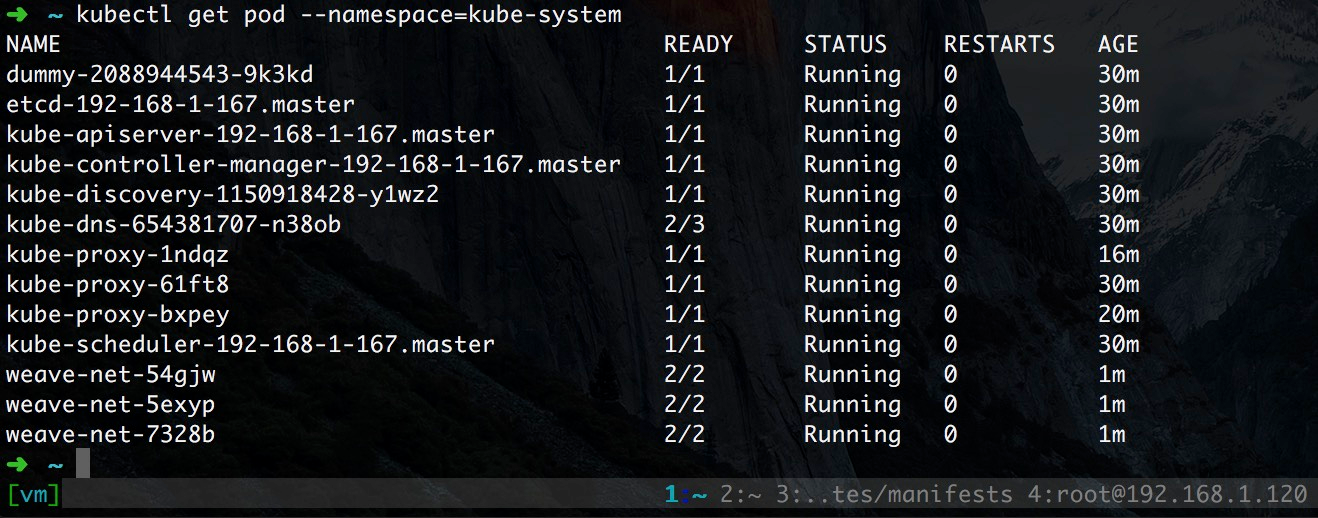 ➜ ~ kubectl get pod --namespace=kube-system
NAME READY STATUS RESTARTS AGE
dummy-2088944543-9k3kd 1/1 Running 0 30m
etcd-192-168-1-167.master 1/1 Running 0 30m
kube-apiserver-192-168-1-167.master 1/1 Running 0 30m
kube-controller-manager-192-168-1-167.master 1/1 Running 0 30m
kube-discovery-1150918428-y1wz2 1/1 Running 0 30m
kube-dns-654381707-n38ob 2/3 Running 0 30m
kube-proxy-1ndqz 1/1 Running 0 16m
kube-proxy-61ft8 1/1 Running 0 30m
kube-proxy-bxpey 1/1 Running 0 20m
kube-scheduler-192-168-1-167.master 1/1 Running 0 30m
weave-net-54gjw 2/2 Running 0 1m
weave-net-5exyp 2/2 Running 0 1m
weave-net-7328b 2/2 Running 0 1m
➜ ~
[vm] 1:~ 2:~ 3:..tes/manifests 4:root@192.168.1.120